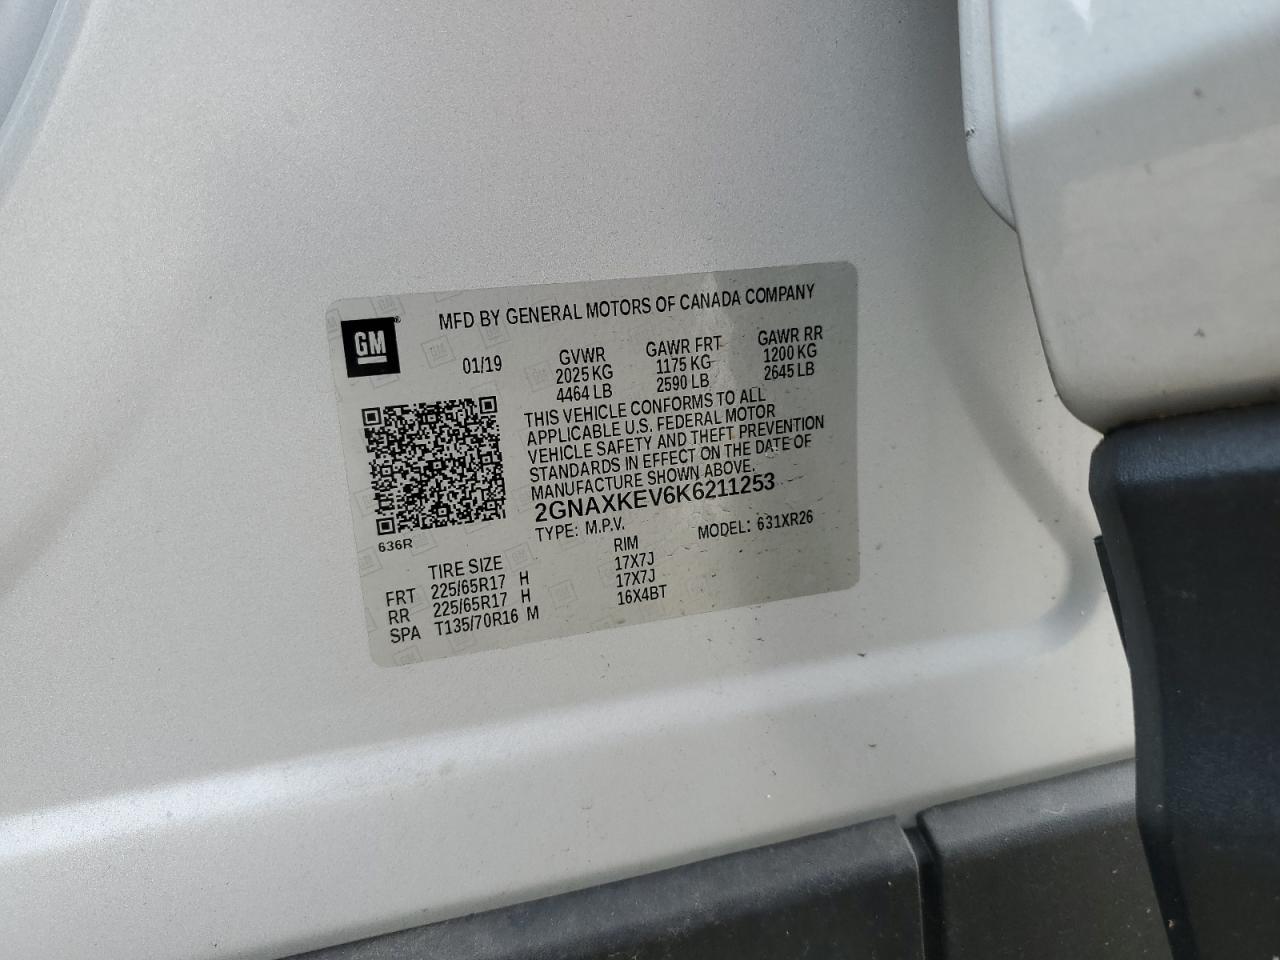 MFD BY GENERAL MOTORS OF CANADA COMPANY
GM ®
01/19 GVWR GAWR FRT GAWR RR
2025 KG 1175 KG 1200 KG
4464 LB 2590 LB 2645 LB
THIS VEHICLE CONFORMS TO ALL
APPLICABLE U.S. FEDERAL MOTOR
VEHICLE SAFETY AND THEFT PREVENTION
STANDARDS IN EFFECT ON THE DATE OF
MANUFACTURE SHOWN ABOVE.
2GNAXKEV6K6211253
636R
TYPE: M.P.V. MODEL: 631XR26
TIRE SIZE RIM
FRT 225/65R17 H 17X7J
RR 225/65R17 H 17X7J
SPA T135/70R16 M 16X4BT